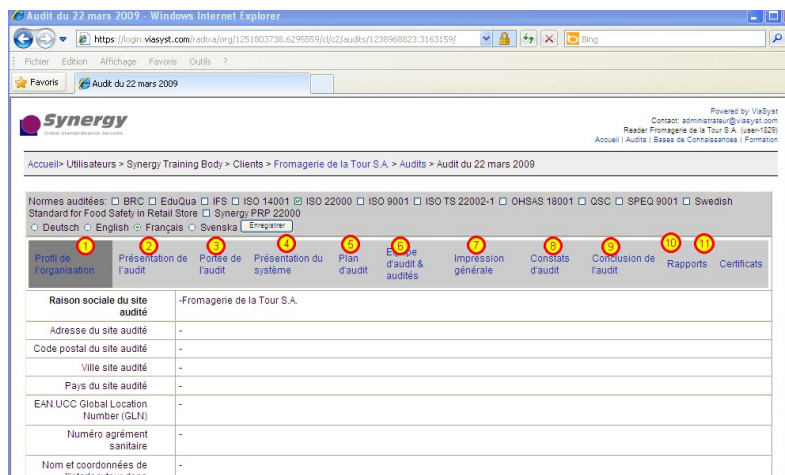 Audit du 22 mars 2009 - Windows Internet Explorer
https://login.viasyst.com/radixa/org/1251803738.6295559/cl/c2/audits/1238968823.3163159/
Bing
Fichier Edition Affichage Favoris Outils ?
Favoris
Audit du 22 mars 2009
Synergy
Global Standardisation Services
Powered by ViaSyst
Contact: administrateur@viasyst.com
Reader Fromagerie de la Tour S.A. (user-1829)
Accueil | Audits | Bases de Connaissances | Formation
Accueil> Utilisateurs > Synergy Training Body > Clients > Fromagerie de la Tour S.A. > Audits > Audit du 22 mars 2009
Normes auditées: BRC EduQua IFS ISO 14001 ISO 22000 ISO 9001 ISO TS 22002-1 OHSAS 18001 QSC SPEQ 9001 Swedish
Standard for Food Safety in Retail Store Synergy PRP 22000
Deutsch English Français Svenska Enregistrer
1 2 3 4 5 6 7 8 9 10 11
Profil de l'organisation
Présentation de l'audit
Portée de l'audit
Présentation du système
Plan d'audit
Equipe d'audit & audités
Impression générale
Constats d'audit
Conclusion de l'audit
Rapports
Certificats
Raison sociale du site audité
-Fromagerie de la Tour S.A.
Adresse du site audité -
Code postal du site audité -
Ville site audité -
Pays du site audité -
EAN.UCC Global Location Number (GLN) -
Numéro agrément sanitaire -
Nom et coordonnées de -